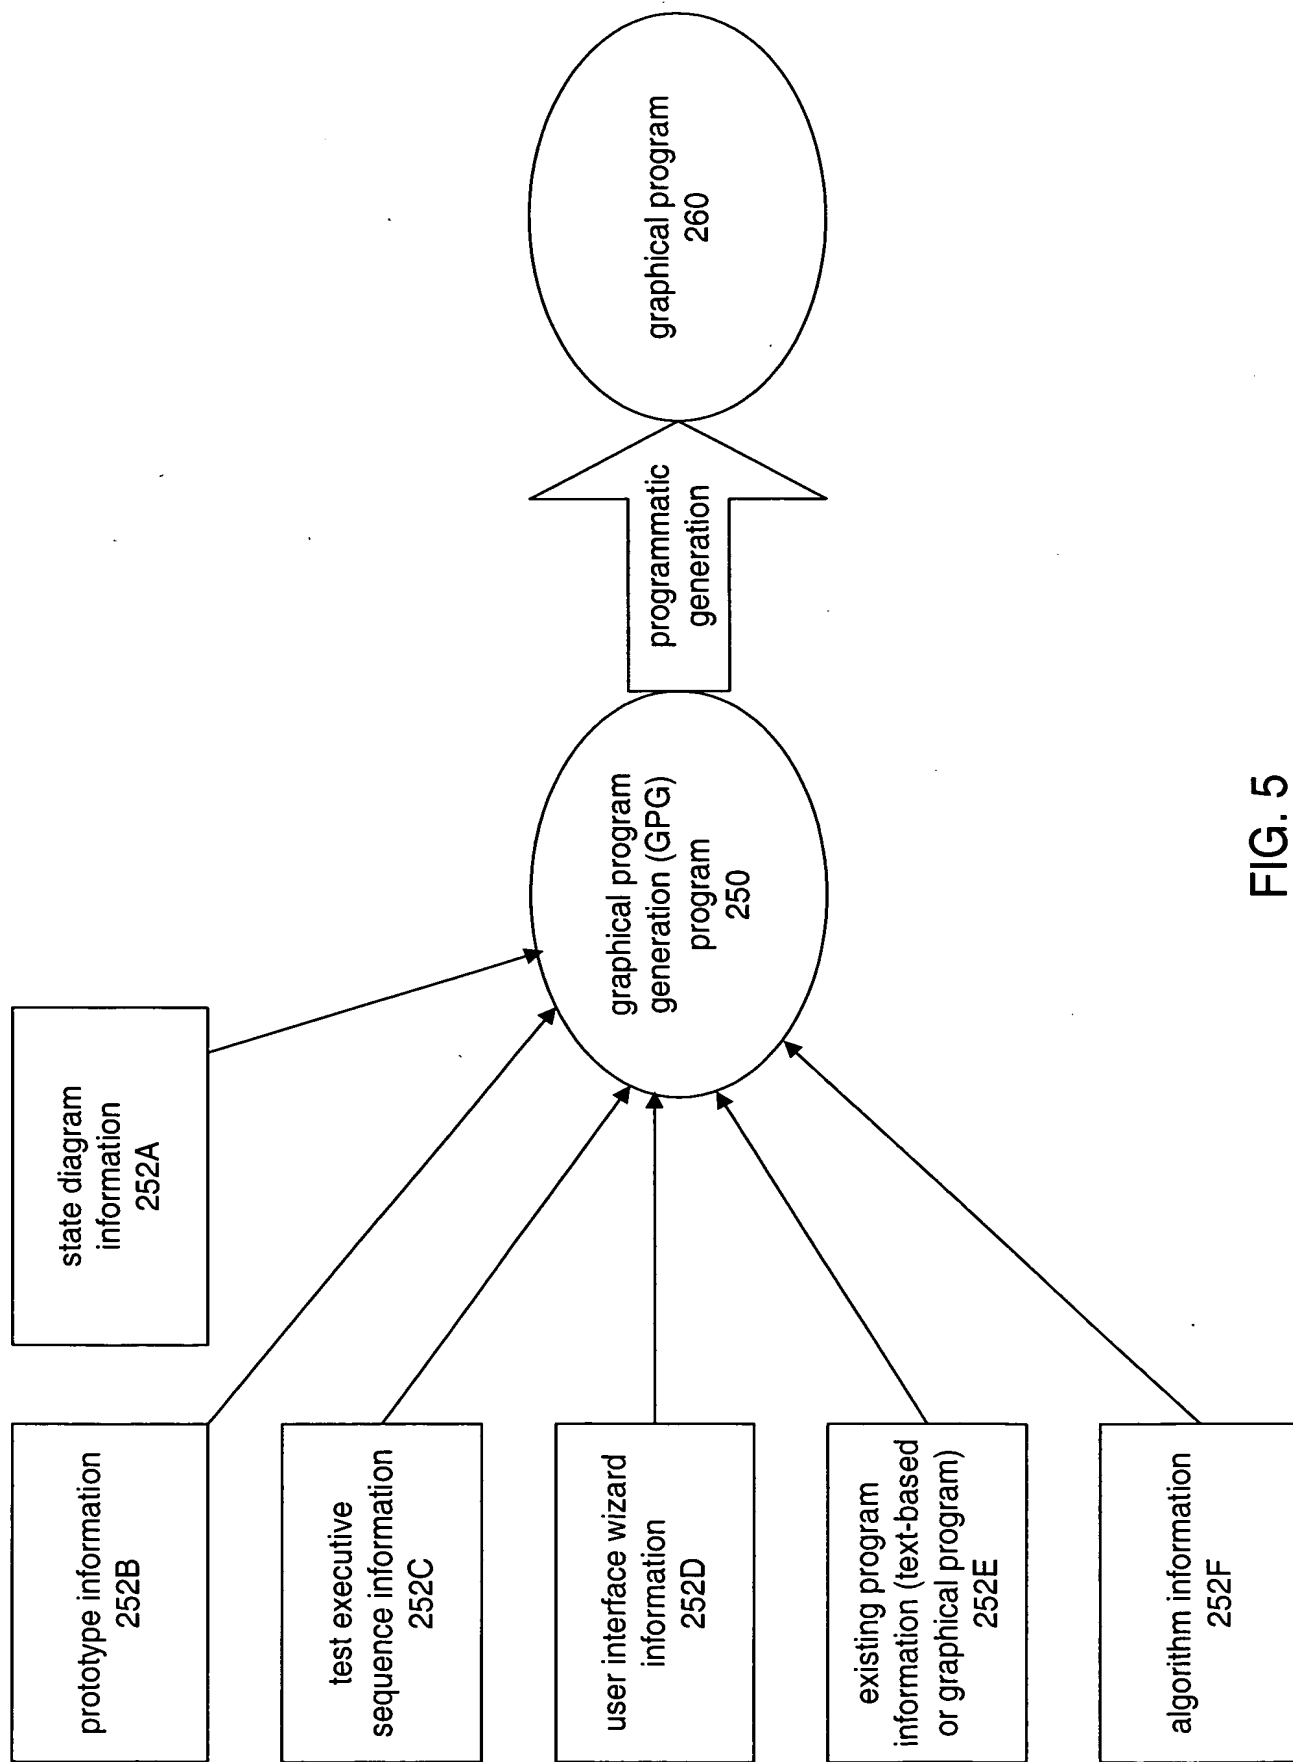 state diagram
information
252A
prototype information
252B
test executive
sequence information
252C
user interface wizard
information
252D
existing program
information (text-based
or graphical program)
252E
algorithm information
252F
graphical program
generation (GPG)
program
250
programmatic
generation
graphical program
260
FIG. 5